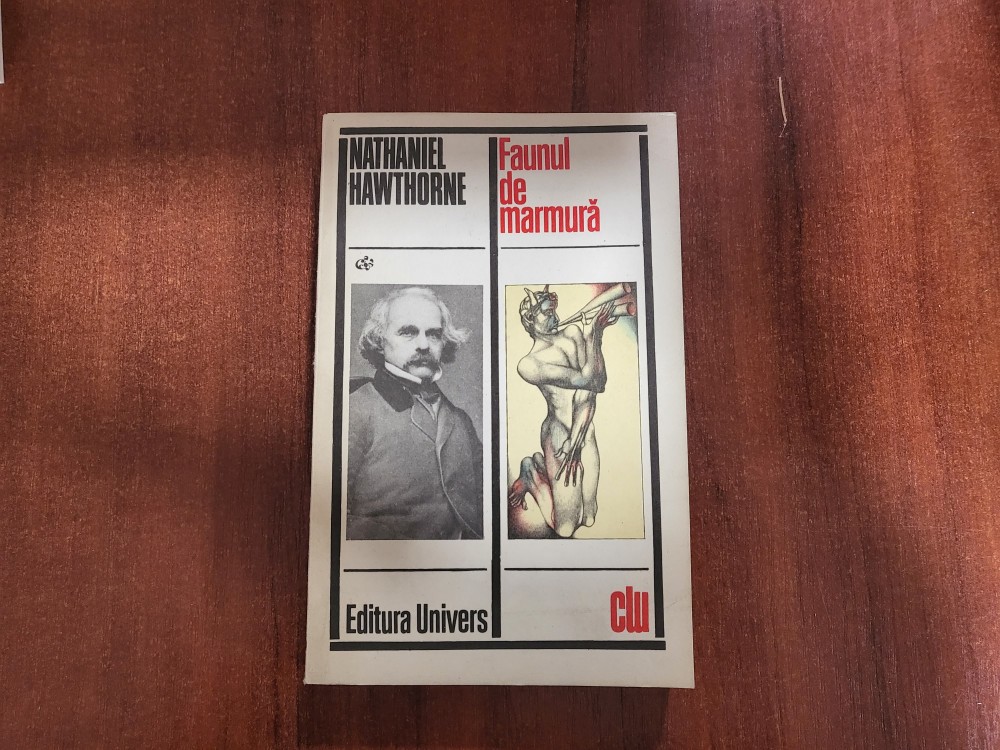 NATHANIEL
HAWTHORNE
Faunul
de
marmură
Editura Univers
clu